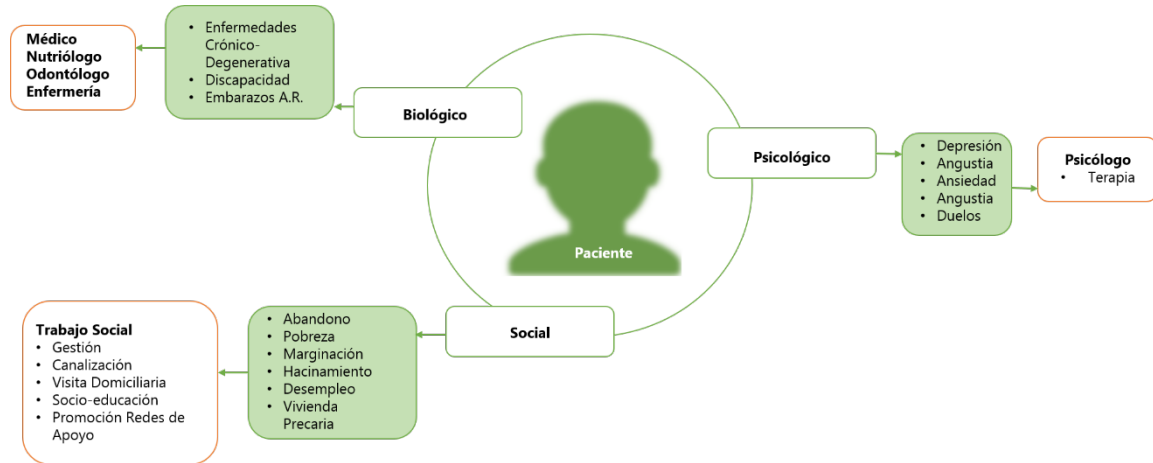 Médico
Nutriólogo
Odontólogo
Enfermería
• Enfermedades
Crónico-
Degenerativa
• Discapacidad
• Embarazos A.R.
Biológico
Paciente
Psicológico
• Depresión
• Angustia
• Ansiedad
• Angustia
• Duelos
Psicólogo
• Terapia
Social
• Abandono
• Pobreza
• Marginación
• Hacinamiento
• Desempleo
• Vivienda
Precaria
Trabajo Social
• Gestión
• Canalización
• Visita Domiciliaria
• Socio-educación
• Promoción Redes de
Apoyo